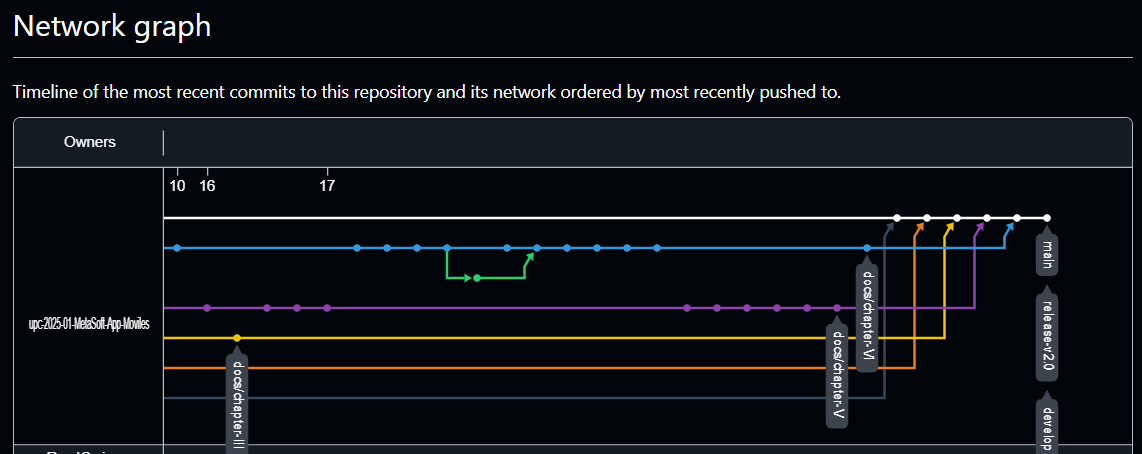 Network graph
Timeline of the most recent commits to this repository and its network ordered by most recently pushed to.
Owners
10 16 17
upc-2025-01-MetaSoft-App-Moviles
main
docs/chapter-VI
release-v2.0
docs/chapter-V
docs/chapter-III
develop